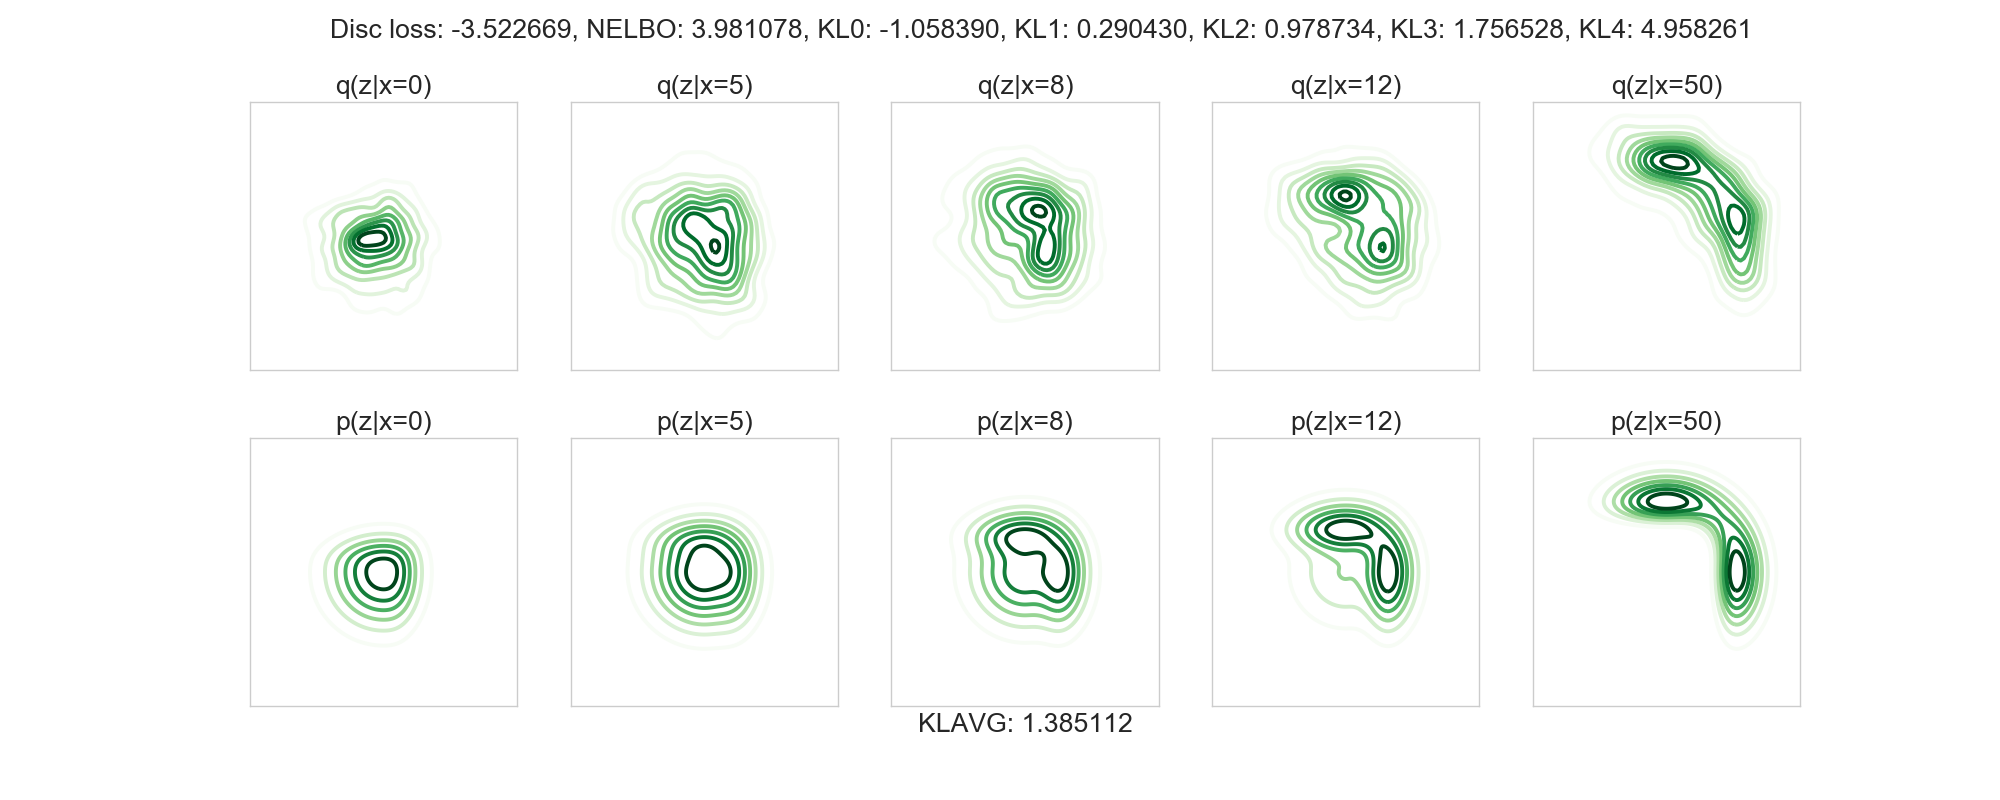 Disc loss: -3.522669, NELBO: 3.981078, KL0: -1.058390, KL1: 0.290430, KL2: 0.978734, KL3: 1.756528, KL4: 4.958261
q(z|x=0) q(z|x=5) q(z|x=8) q(z|x=12) q(z|x=50)
p(z|x=0) p(z|x=5) p(z|x=8) p(z|x=12) p(z|x=50)
KLAVG: 1.385112